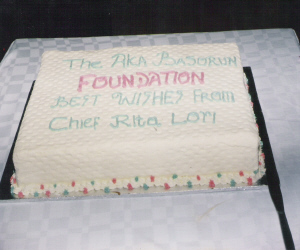 The Aka Basorun
FOUNDATION
BEST WISHES FROM
Chief Rita LORI